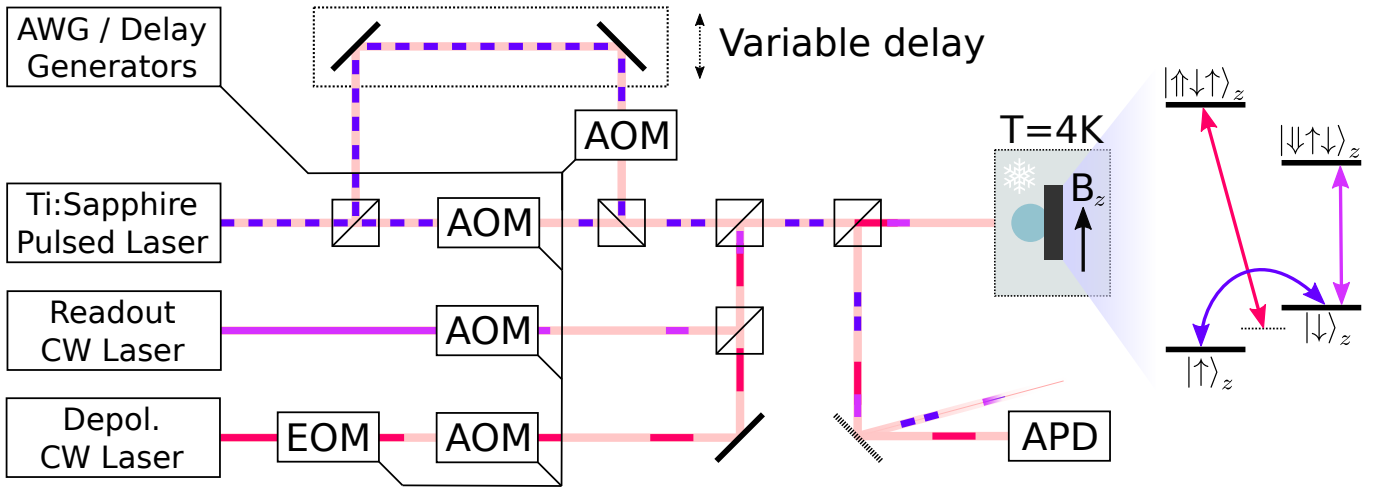 AWG / Delay
Generators
Variable delay
AOM
T=4K
B_z
|⇑↓↑⟩_z
|⇓↑↓⟩_z
Ti:Sapphire
Pulsed Laser
AOM
Readout
CW Laser
AOM
|↓⟩_z
|↑⟩_z
Depol.
CW Laser
EOM
AOM
APD